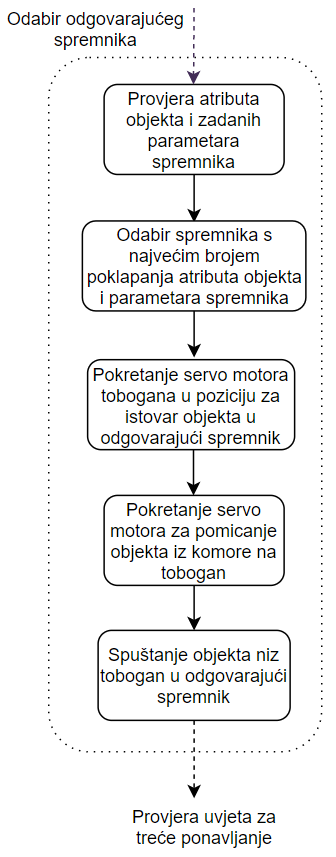 Odabir odgovarajućeg
spremnika
Provjera atributa
objekta i zadanih
parametara
spremnika
Odabir spremnika s
najvećim brojem
poklapanja atributa objekta
i parametara spremnika
Pokretanje servo motora
tobogana u poziciju za
istovar objekta u
odgovarajući spremnik
Pokretanje servo
motora za pomicanje
objekta iz komore na
tobogan
Spuštanje objekta niz
tobogan u odgovarajući
spremnik
Provjera uvjeta za
treće ponavljanje